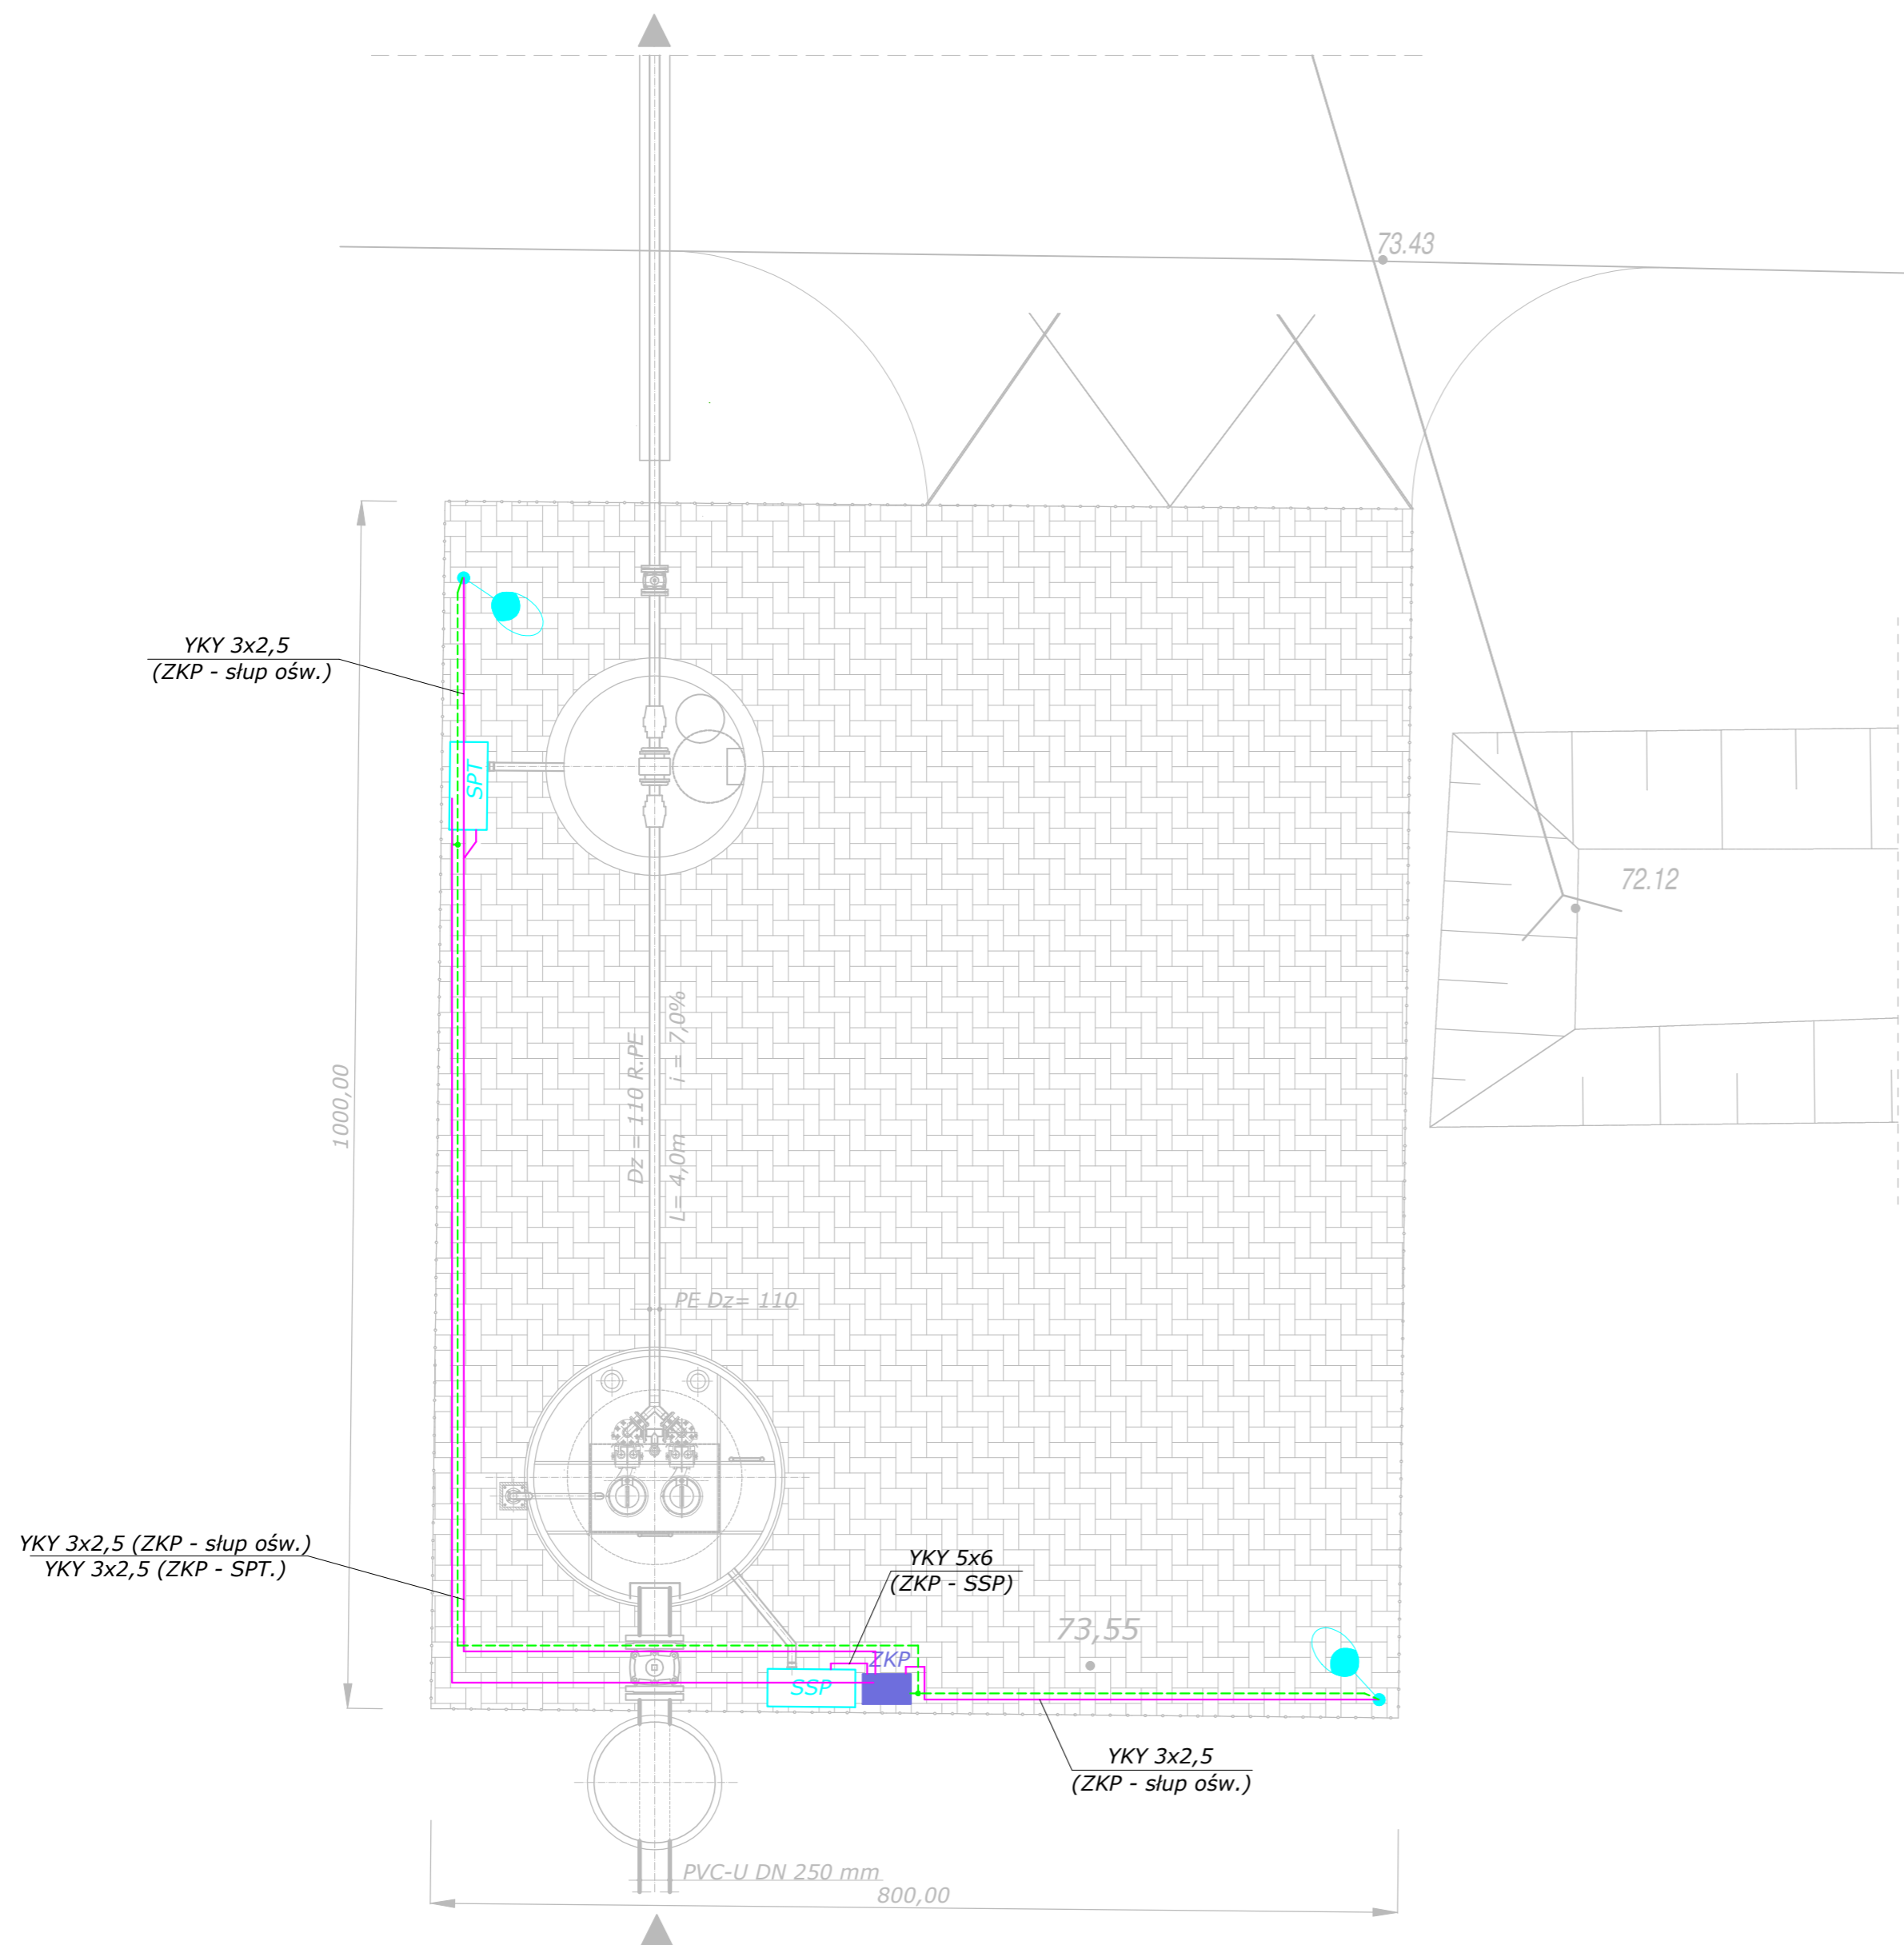 73.43
YKY 3x2,5
(ZKP - słup ośw.)
SPT
72.12
1000,00
Dz = 110 R.PE
L= 4,0m i = 7,0%
PE Dz= 110
YKY 3x2,5 (ZKP - słup ośw.)
YKY 3x2,5 (ZKP - SPT.)
YKY 5x6
(ZKP - SSP)
73,55
ZKP
SSP
YKY 3x2,5
(ZKP - słup ośw.)
PVC-U DN 250 mm
800,00